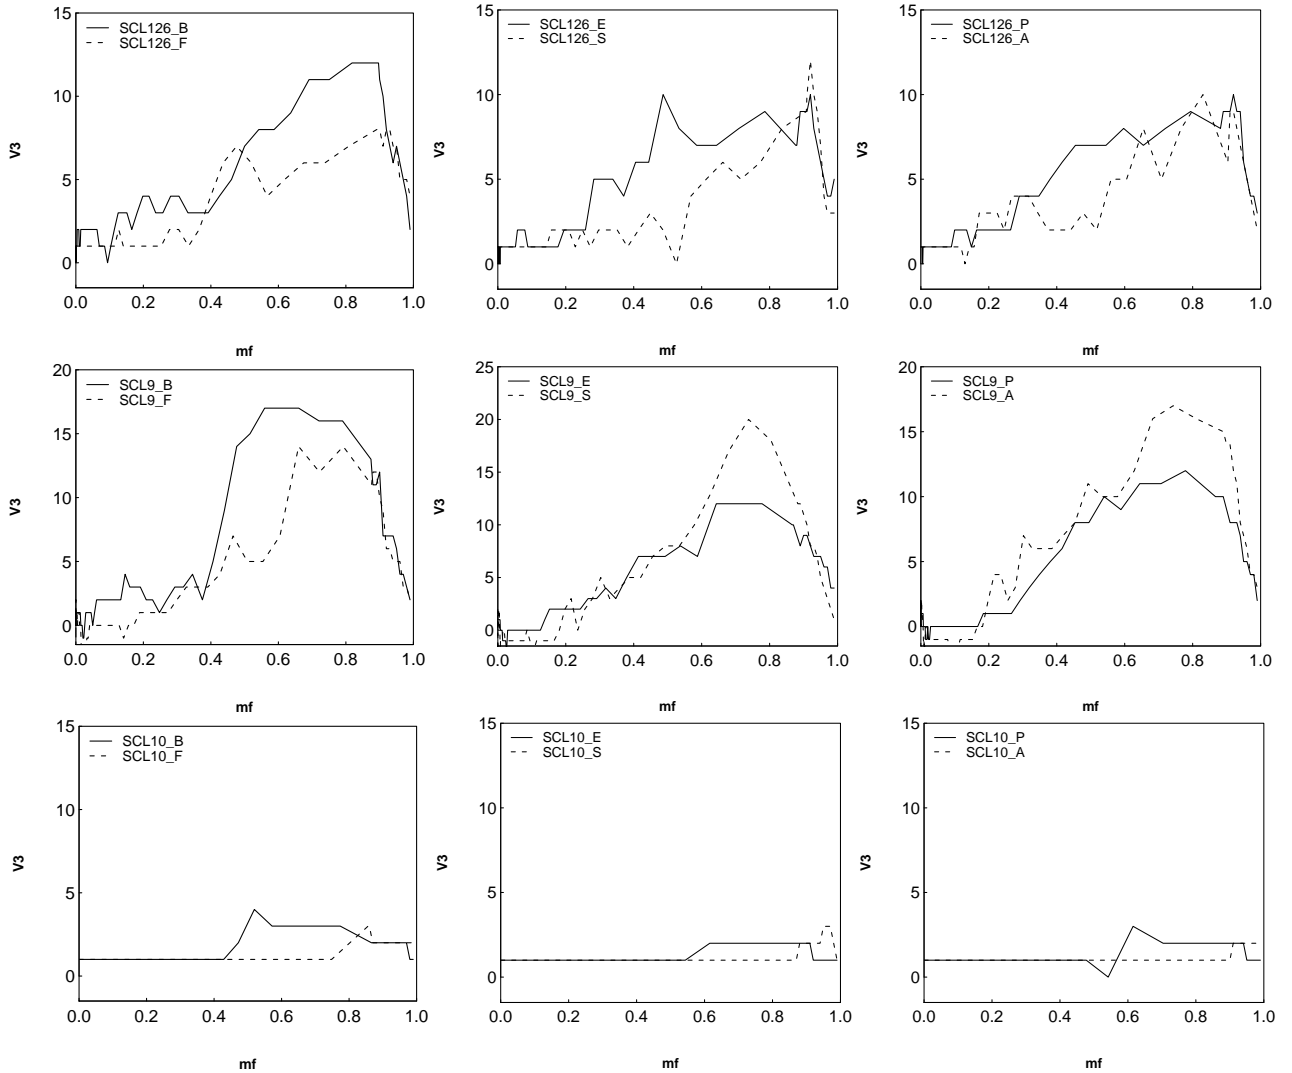 15
SCL126_B
SCL126_F
10
V3
5
0
0.0 0.2 0.4 0.6 0.8 1.0
mf
15
SCL126_E
SCL126_S
10
V3
5
0
0.0 0.2 0.4 0.6 0.8 1.0
mf
15
SCL126_P
SCL126_A
10
V3
5
0
0.0 0.2 0.4 0.6 0.8 1.0
mf
20
SCL9_B
SCL9_F
15
10
V3
5
0
0.0 0.2 0.4 0.6 0.8 1.0
mf
25
SCL9_E
SCL9_S
20
15
V3
10
5
0
0.0 0.2 0.4 0.6 0.8 1.0
mf
20
SCL9_P
SCL9_A
15
10
V3
5
0
0.0 0.2 0.4 0.6 0.8 1.0
mf
15
SCL10_B
SCL10_F
10
V3
5
0
0.0 0.2 0.4 0.6 0.8 1.0
mf
15
SCL10_E
SCL10_S
10
V3
5
0
0.0 0.2 0.4 0.6 0.8 1.0
mf
15
SCL10_P
SCL10_A
10
V3
5
0
0.0 0.2 0.4 0.6 0.8 1.0
mf